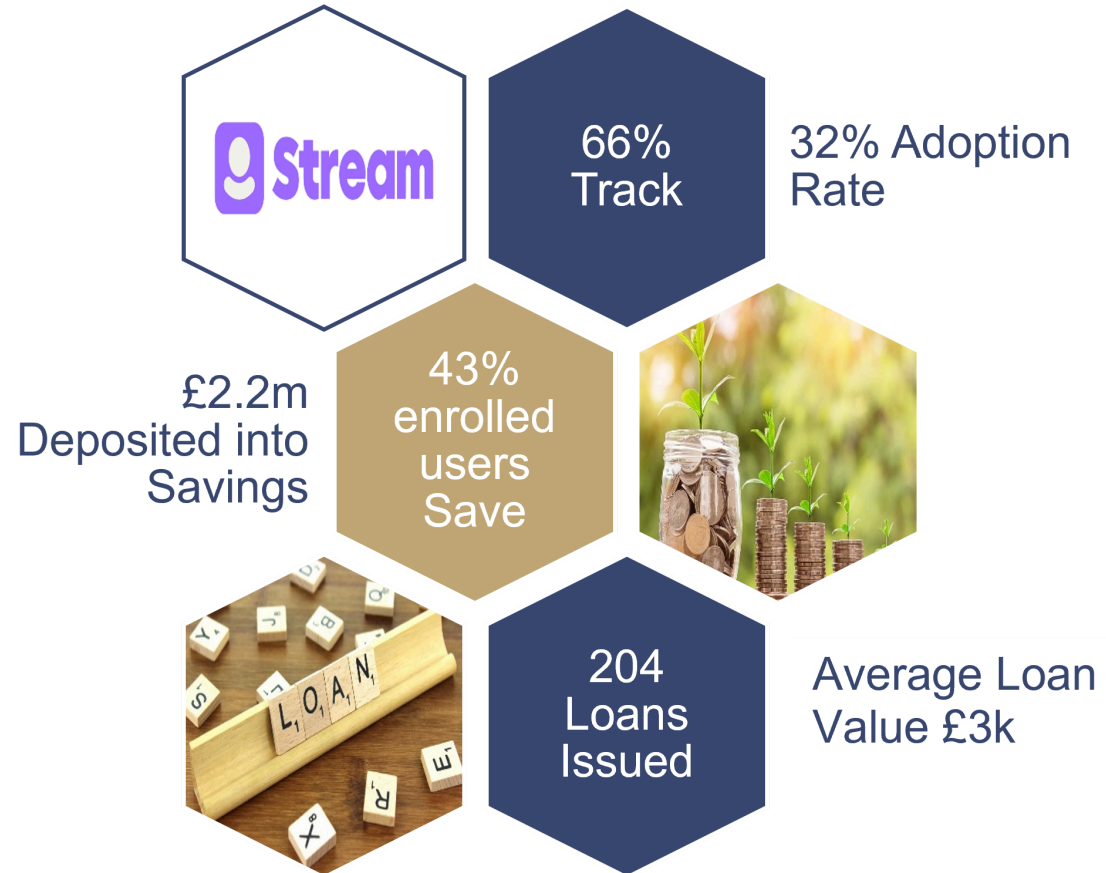 Stream
66%
Track
32% Adoption
Rate
£2.2m
Deposited into
Savings
43%
enrolled
users
Save
LOAN
D
Q
J
B
Y
S
E
R
X
204
Loans
Issued
Average Loan
Value £3k